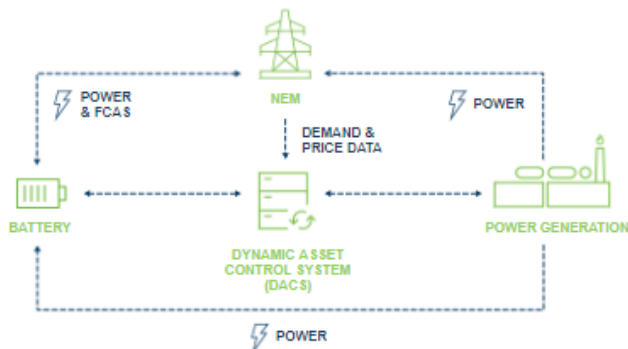 POWER
& FCAS
NEM
POWER
DEMAND &
PRICE DATA
BATTERY
DYNAMIC ASSET
CONTROL SYSTEM
(DACS)
POWER GENERATION
POWER